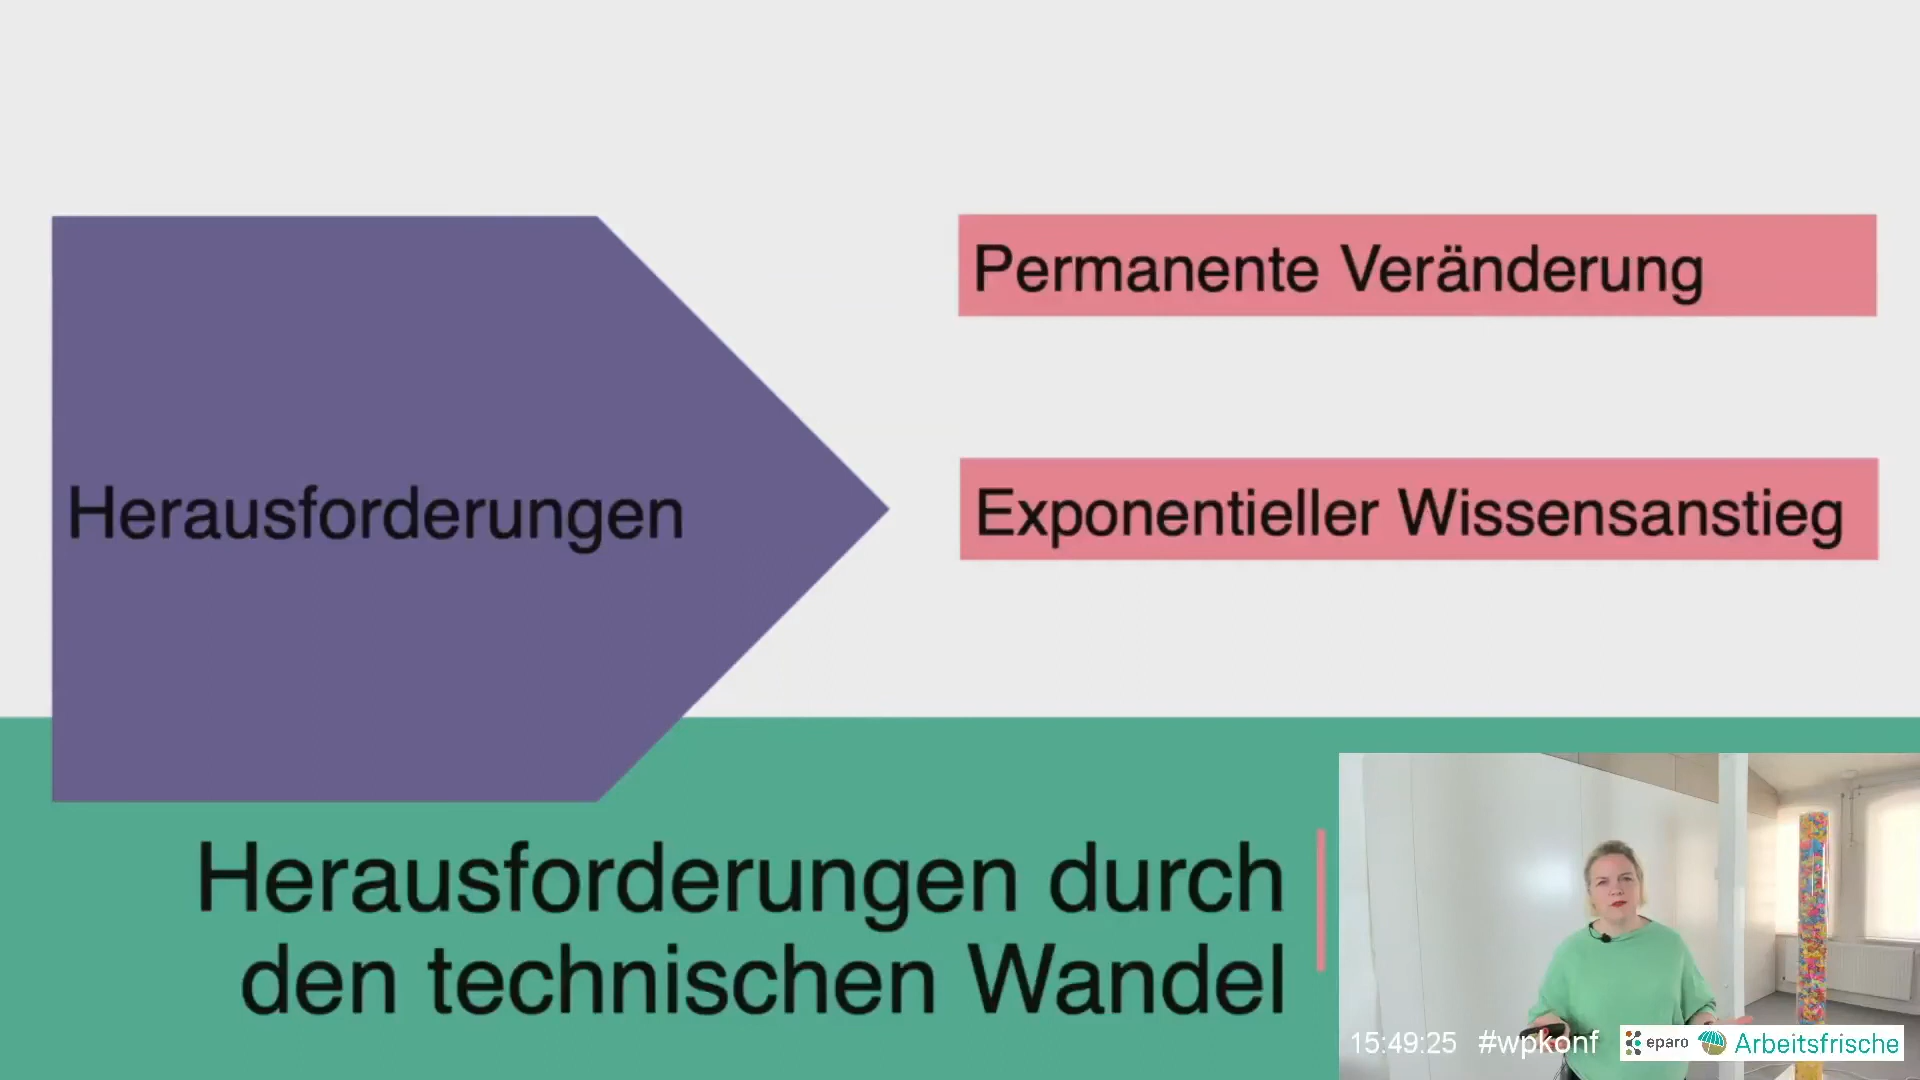 Permanente Veränderung
Herausforderungen
Exponentieller Wissensanstieg
Herausforderungen durch
den technischen Wandel
15:49:25 #wpkonf eparo Arbeitsfrische